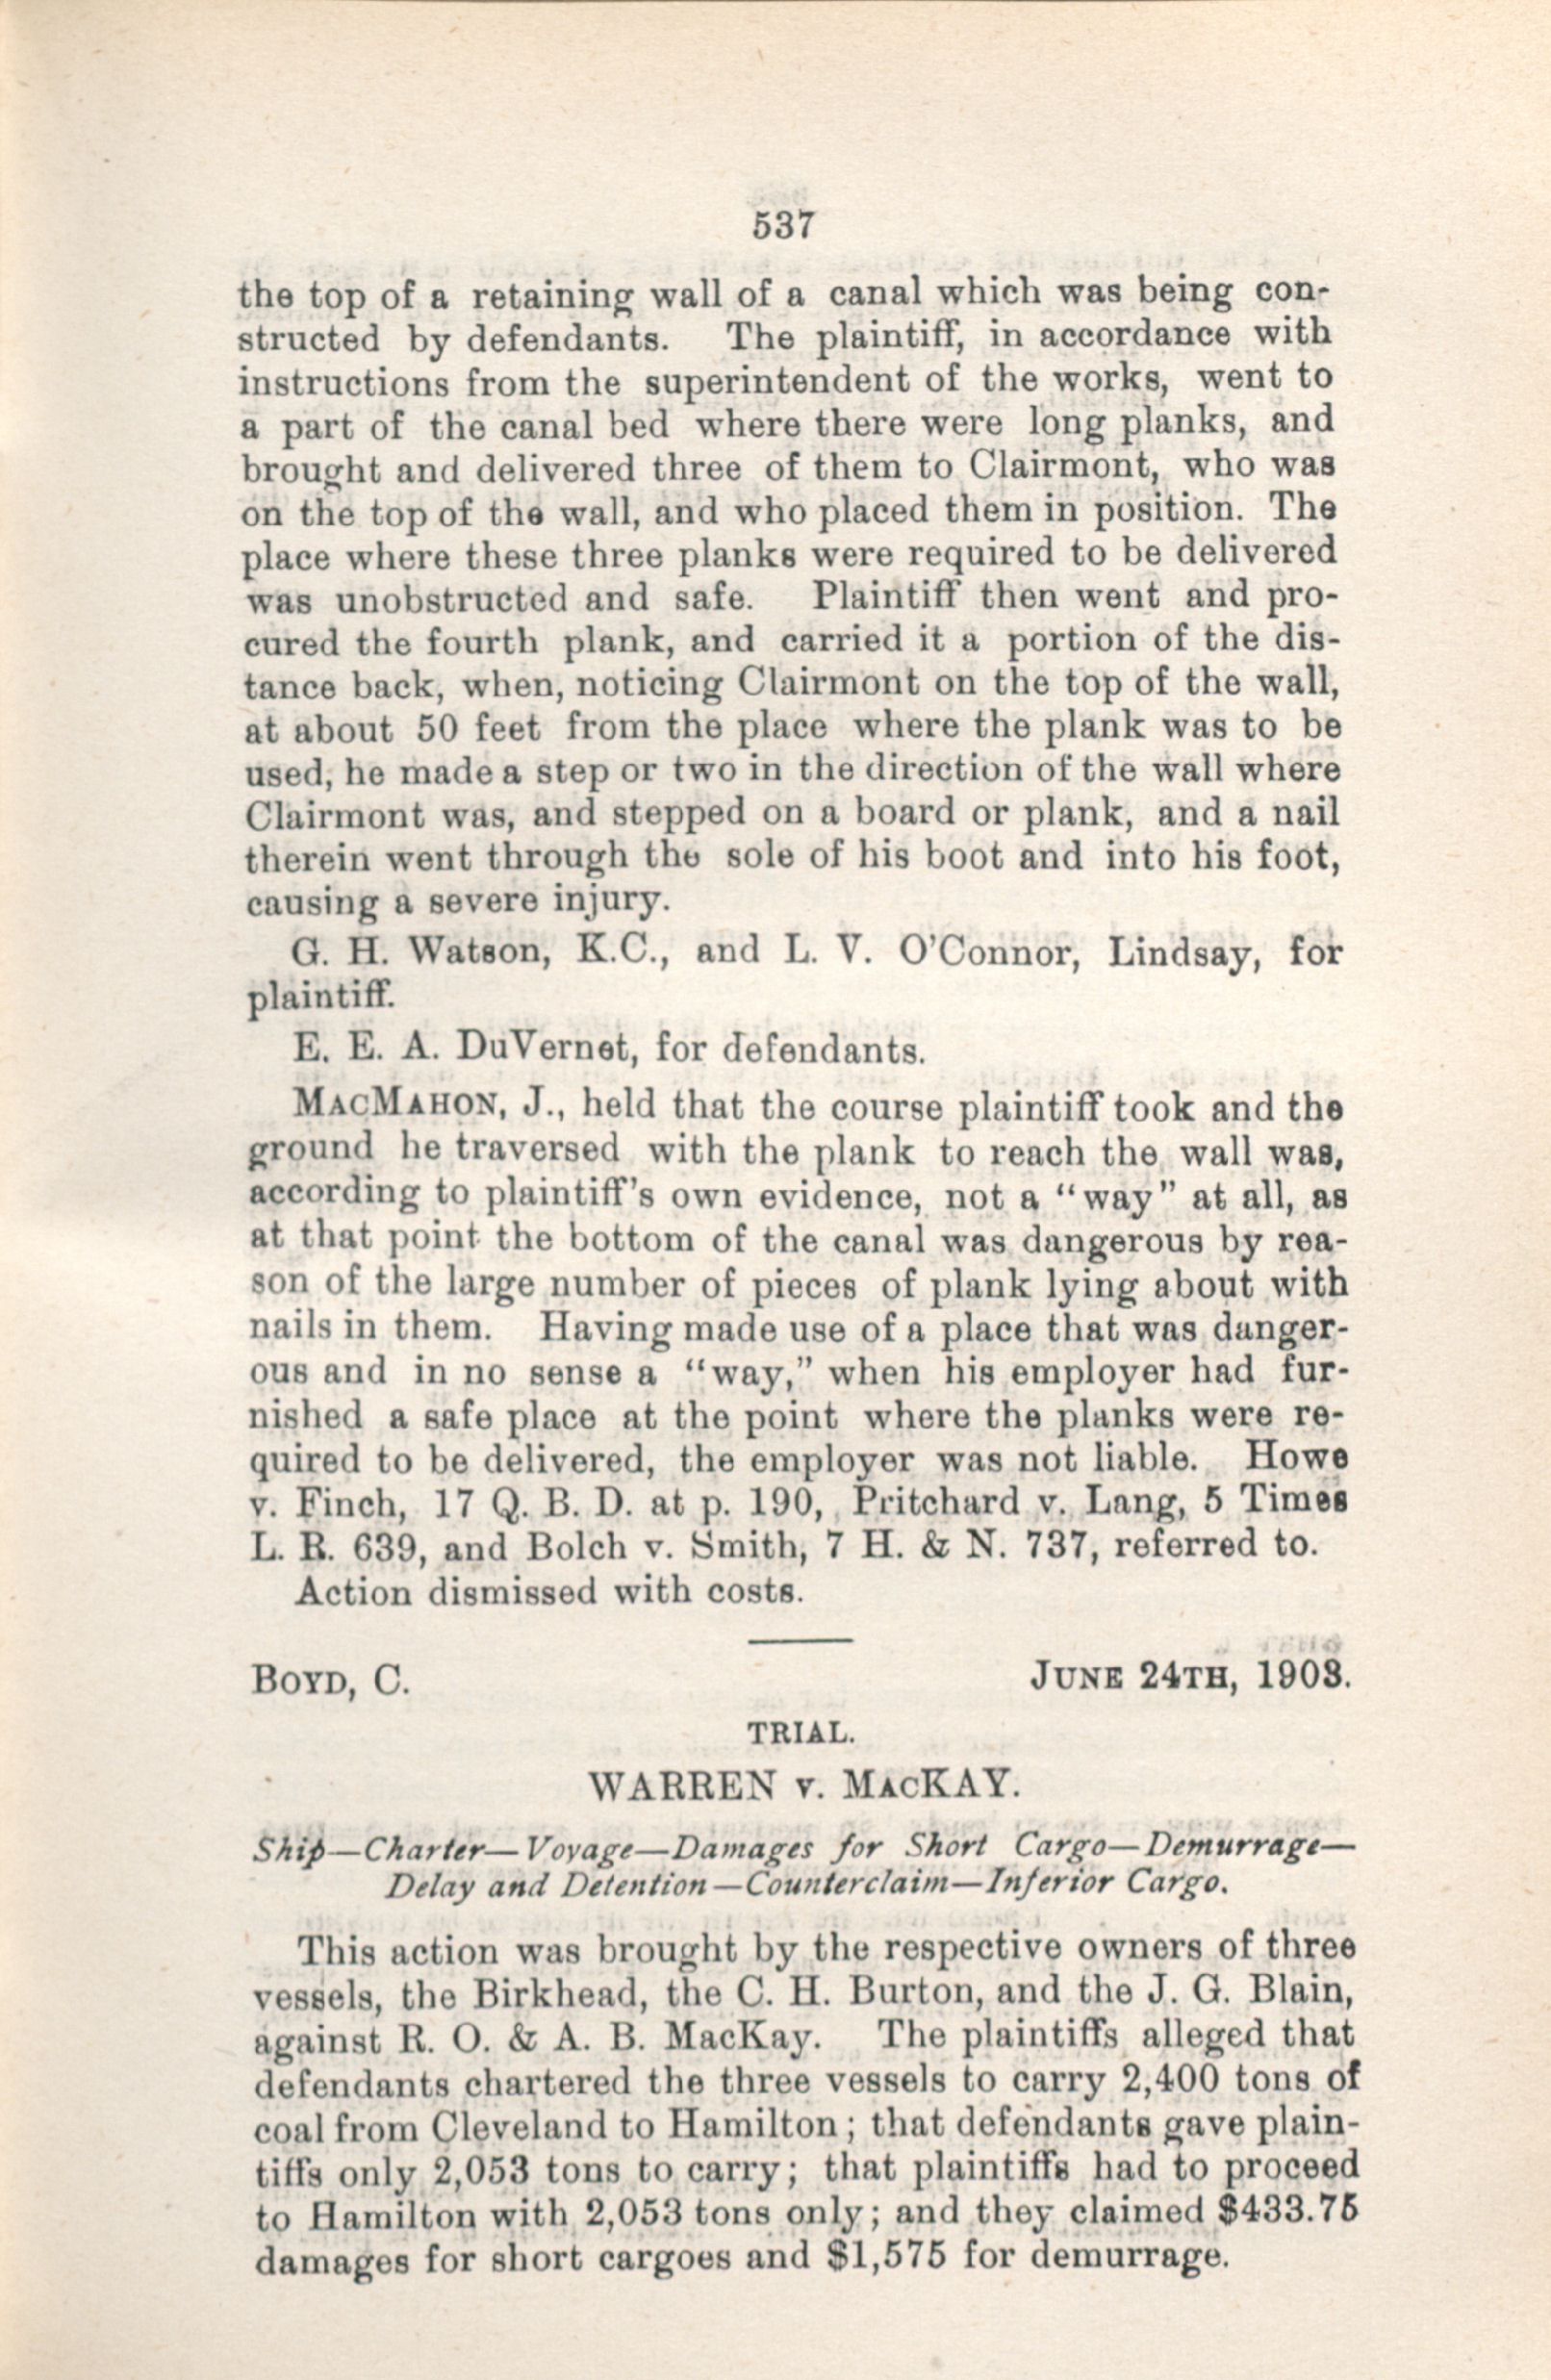 537
the top of a retaining wall of a canal which was being con-
structed by defendants. The plaintiff, in accordance with
instructions from the superintendent of the works, went to
a part of the canal bed where there were long planks, and
brought and delivered three of them to Clairmont, who was
on the top of the wall, and who placed them in position. The
place where these three planks were required to be delivered
was unobstructed and safe. Plaintiff then went and pro-
cured the fourth plank, and carried it a portion of the dis-
tance back, when, noticing Clairmont on the top of the wall,
at about 50 feet from the place where the plank was to be
used, he made a step or two in the direction of the wall where
Clairmont was, and stepped on a board or plank, and a nail
therein went through the sole of his boot and into his foot,
causing a severe injury.
G. H. Watson, K.C., and L. V. O'Connor, Lindsay, for
plaintiff.
E. E. A. DuVernet, for defendants.
MACMAHON, J., held that the course plaintiff took and the
ground he traversed with the plank to reach the wall was,
according to plaintiff's own evidence, not a "way" at all, as
at that point the bottom of the canal was dangerous by rea-
son of the large number of pieces of plank lying about with
nails in them. Having made use of a place that was danger-
ous and in no sense a "way," when his employer had fur-
nished a safe place at the point where the planks were re-
quired to be delivered, the employer was not liable. Howe
v. Finch, 17 Q. B. D. at p. 190, Pritchard v. Lang, 5 Times
L. R. 639, and Bolch v. Smith, 7 H. & N. 737, referred to.
Action dismissed with costs.
BOYD, C. JUNE 24TH, 1903.
TRIAL.
WARREN v. MACKAY.
Ship—Charter—Voyage—Damages for Short Cargo—Demurrage—
Delay and Detention—Counterclaim—Inferior Cargo.
This action was brought by the respective owners of three
vessels, the Birkhead, the C. H. Burton, and the J. G. Blain,
against R. O. & A. B. MacKay. The plaintiffs alleged that
defendants chartered the three vessels to carry 2,400 tons of
coal from Cleveland to Hamilton; that defendants gave plain-
tiffs only 2,053 tons to carry; that plaintiffs had to proceed
to Hamilton with 2,053 tons only; and they claimed $433.75
damages for short cargoes and $1,575 for demurrage.